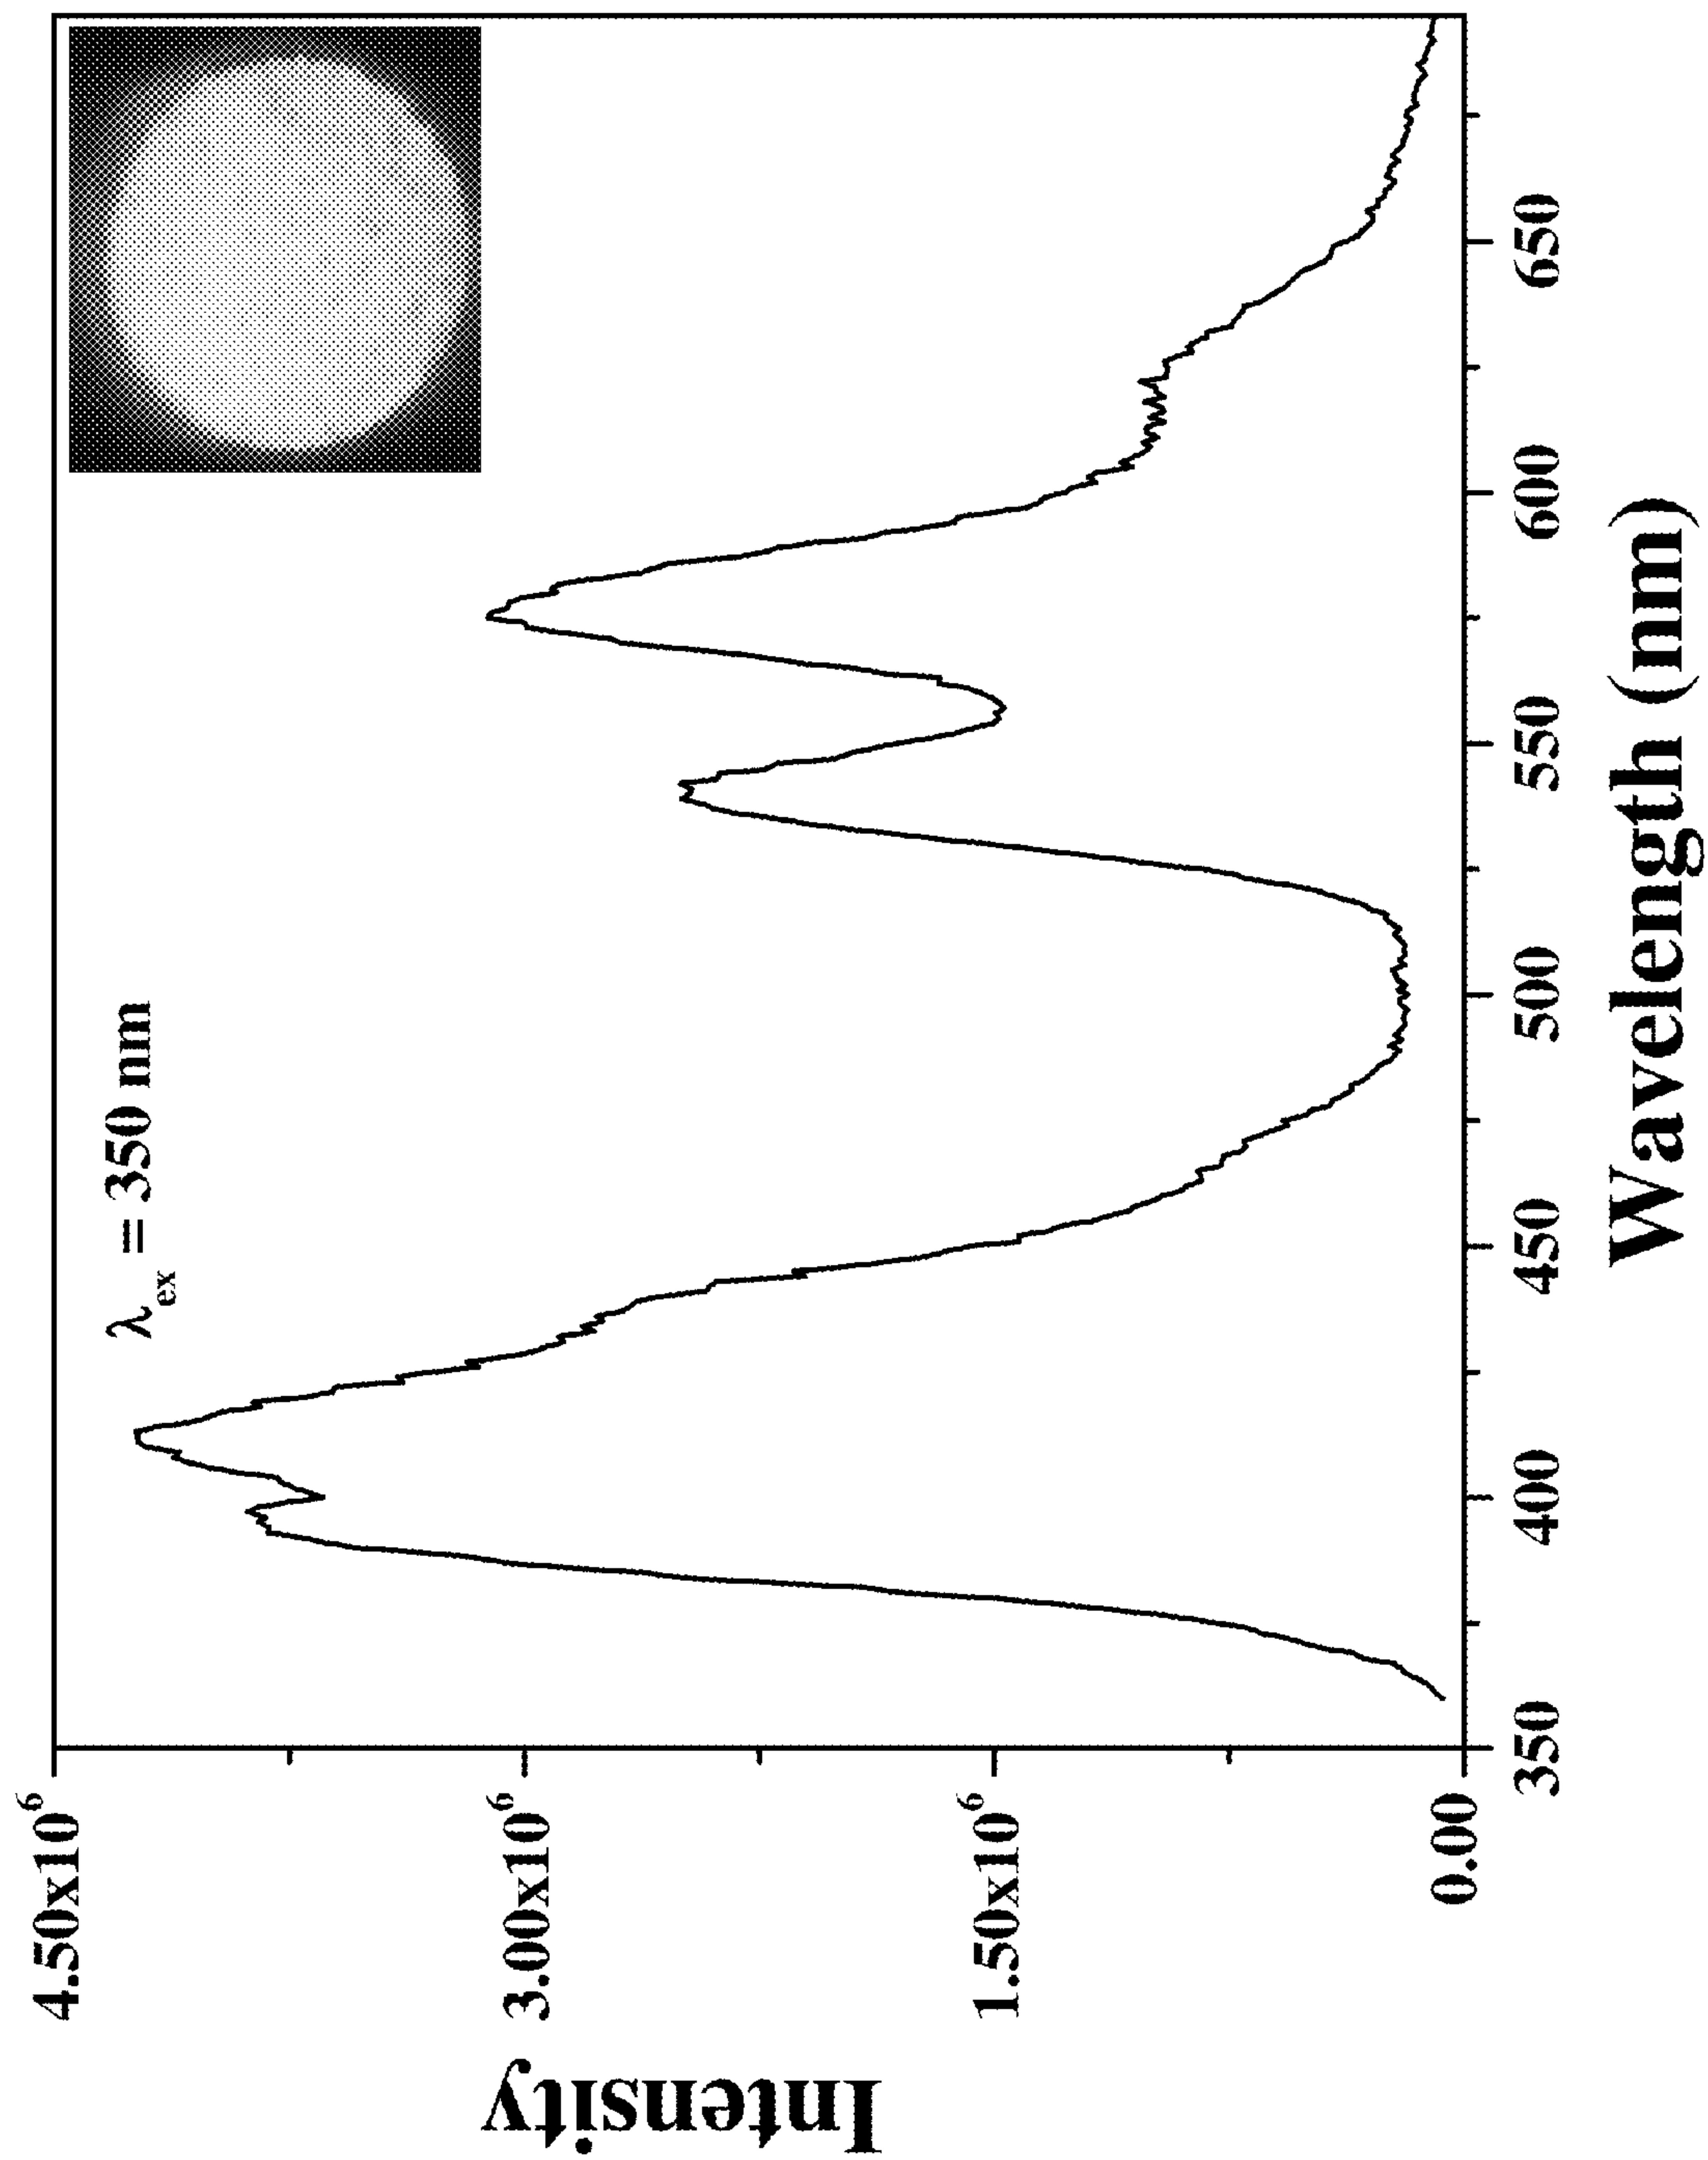 λex = 350 nm
Intensity
4.50x10⁶
3.00x10⁶
1.50x10⁶
0.00
350
400
450
500
550
600
650
Wavelength (nm)